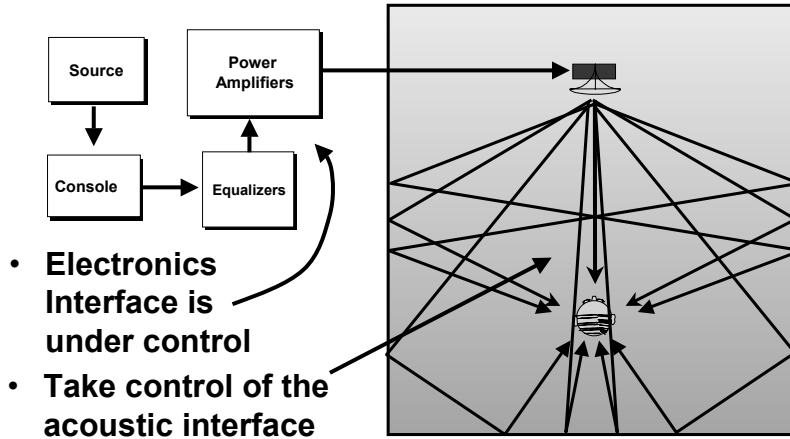 Source
Power
Amplifiers
Console
Equalizers
• Electronics
Interface is
under control
• Take control of the
acoustic interface